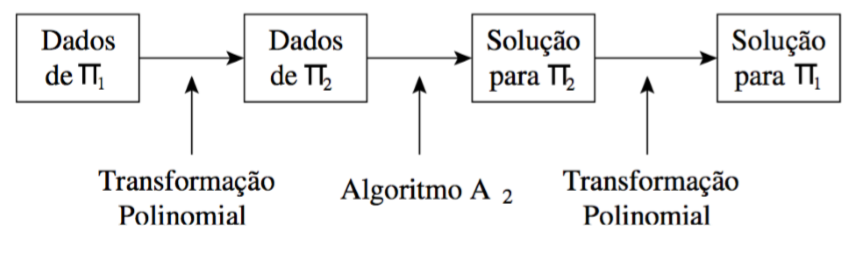 Dados
de Π₁
Dados
de Π₂
Solução
para Π₂
Solução
para Π₁
Transformação
Polinomial
Algoritmo A ₂
Transformação
Polinomial